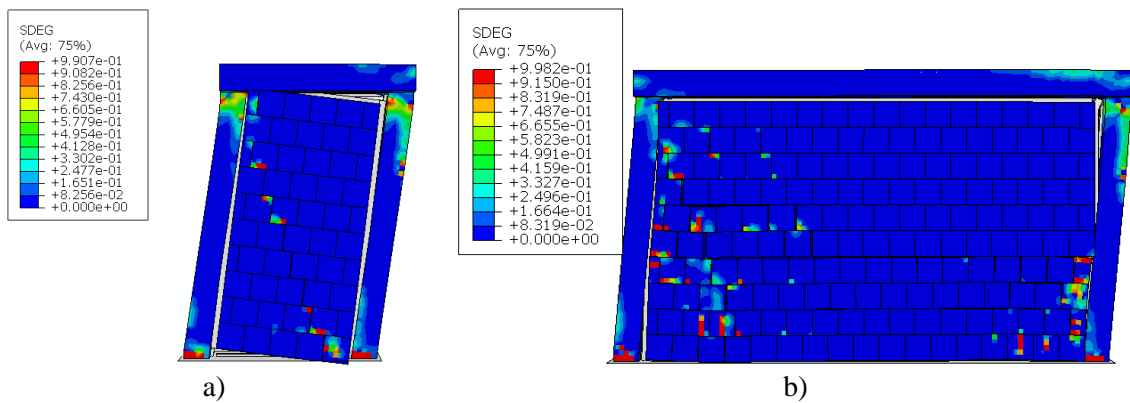 SDEG
(Avg: 75%)
+9.907e-01
+9.082e-01
+8.256e-01
+7.430e-01
+6.605e-01
+5.779e-01
+4.954e-01
+4.128e-01
+3.302e-01
+2.477e-01
+1.651e-01
+8.256e-02
+0.000e+00
SDEG
(Avg: 75%)
+9.982e-01
+9.150e-01
+8.319e-01
+7.487e-01
+6.655e-01
+5.823e-01
+4.991e-01
+4.159e-01
+3.327e-01
+2.496e-01
+1.664e-01
+8.319e-02
+0.000e+00
a)
b)